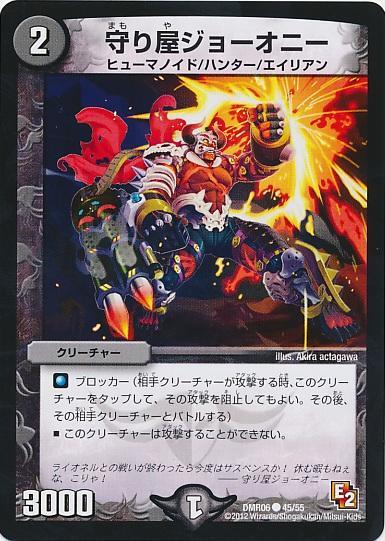 2
まも や
守り屋ジョーオニー
ヒューマノイド/ハンター/エイリアン
クリーチャー
illus. Akira actagawa
ブロッカー(相手クリーチャーが攻撃する時、このクリ
ーチャーをタップして、その攻撃を阻止してもよい。その後、
その相手クリーチャーとバトルする)
■ このクリーチャーは攻撃することができない。
ライオネルとの戦いが終わったら今度はサスペンスか! 休む暇もねぇ
な、こりゃ! ―― 守り屋ジョーオニー
3000
E2
DMR06 ● 45/55
©2012 Wizards/Shogakukan/Mitsui-Kids